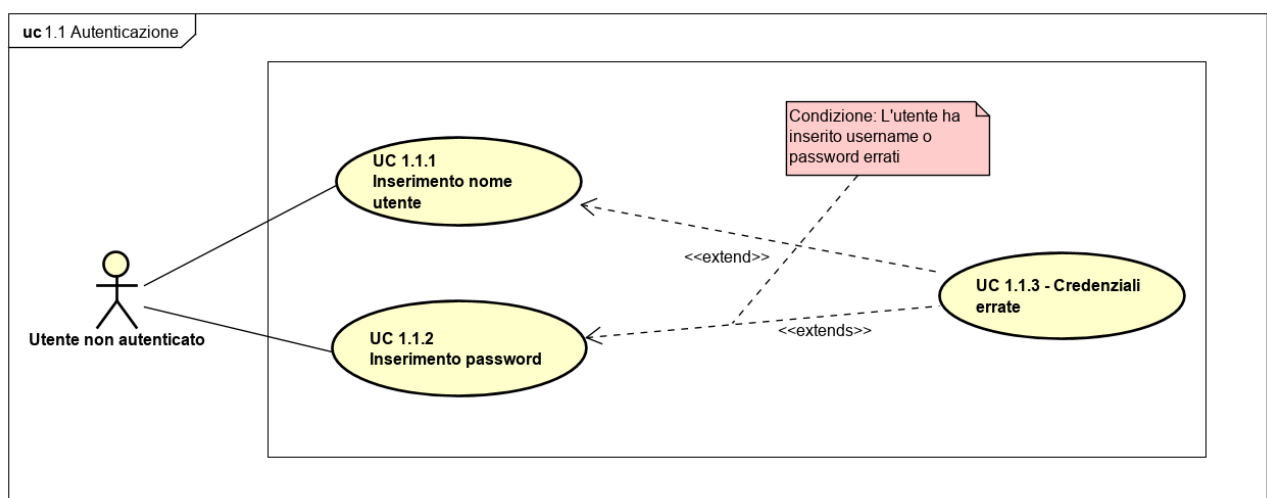 uc 1.1 Autenticazione
Condizione: L'utente ha
inserito username o
password errati
UC 1.1.1
Inserimento nome
utente
<<extend>>
UC 1.1.3 - Credenziali
errate
<<extends>>
Utente non autenticato
UC 1.1.2
Inserimento password